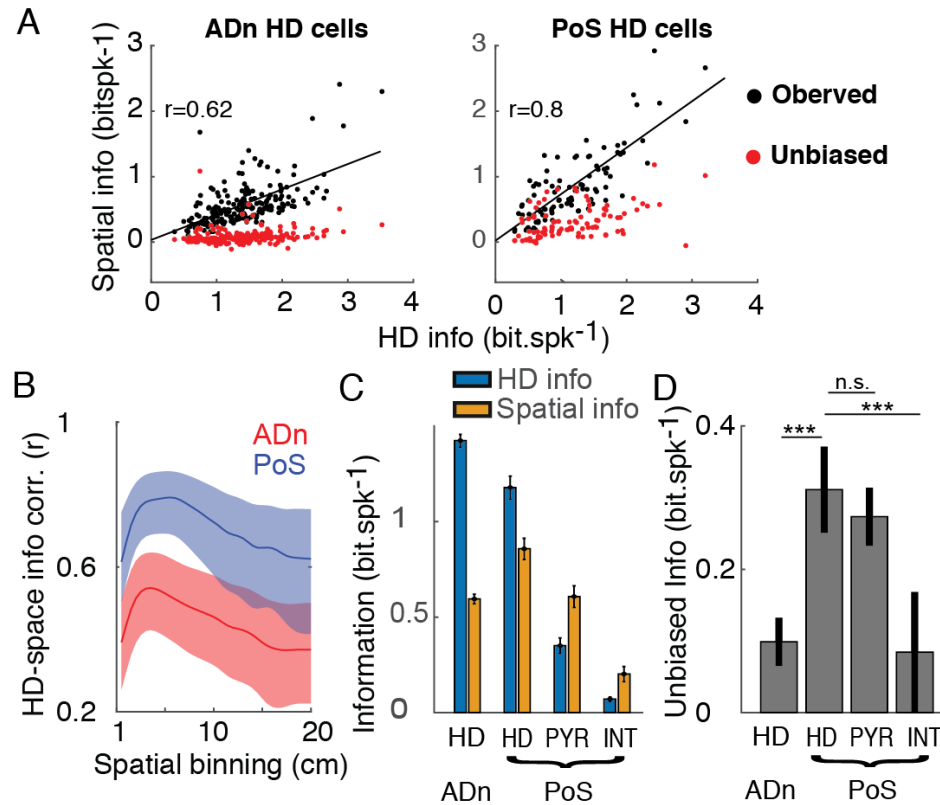 A
ADn HD cells
PoS HD cells
Spatial info (bitspk-1)
3
2
1
0
r=0.62
0
1
2
3
4
3
2
1
0
r=0.8
0
1
2
3
4
Oberved
Unbiased
HD info (bit.spk-1)
B
HD-space info corr. (r)
1
0.6
0.2
ADn
PoS
1
10
20
Spatial binning (cm)
C
HD info
Spatial info
Information (bit.spk-1)
1
0.5
0
HD
HD
PYR
INT
ADn
PoS
D
Unbiased Info (bit.spk-1)
0.4
0.2
0
n.s.
***
***
HD
HD
PYR
INT
ADn
PoS